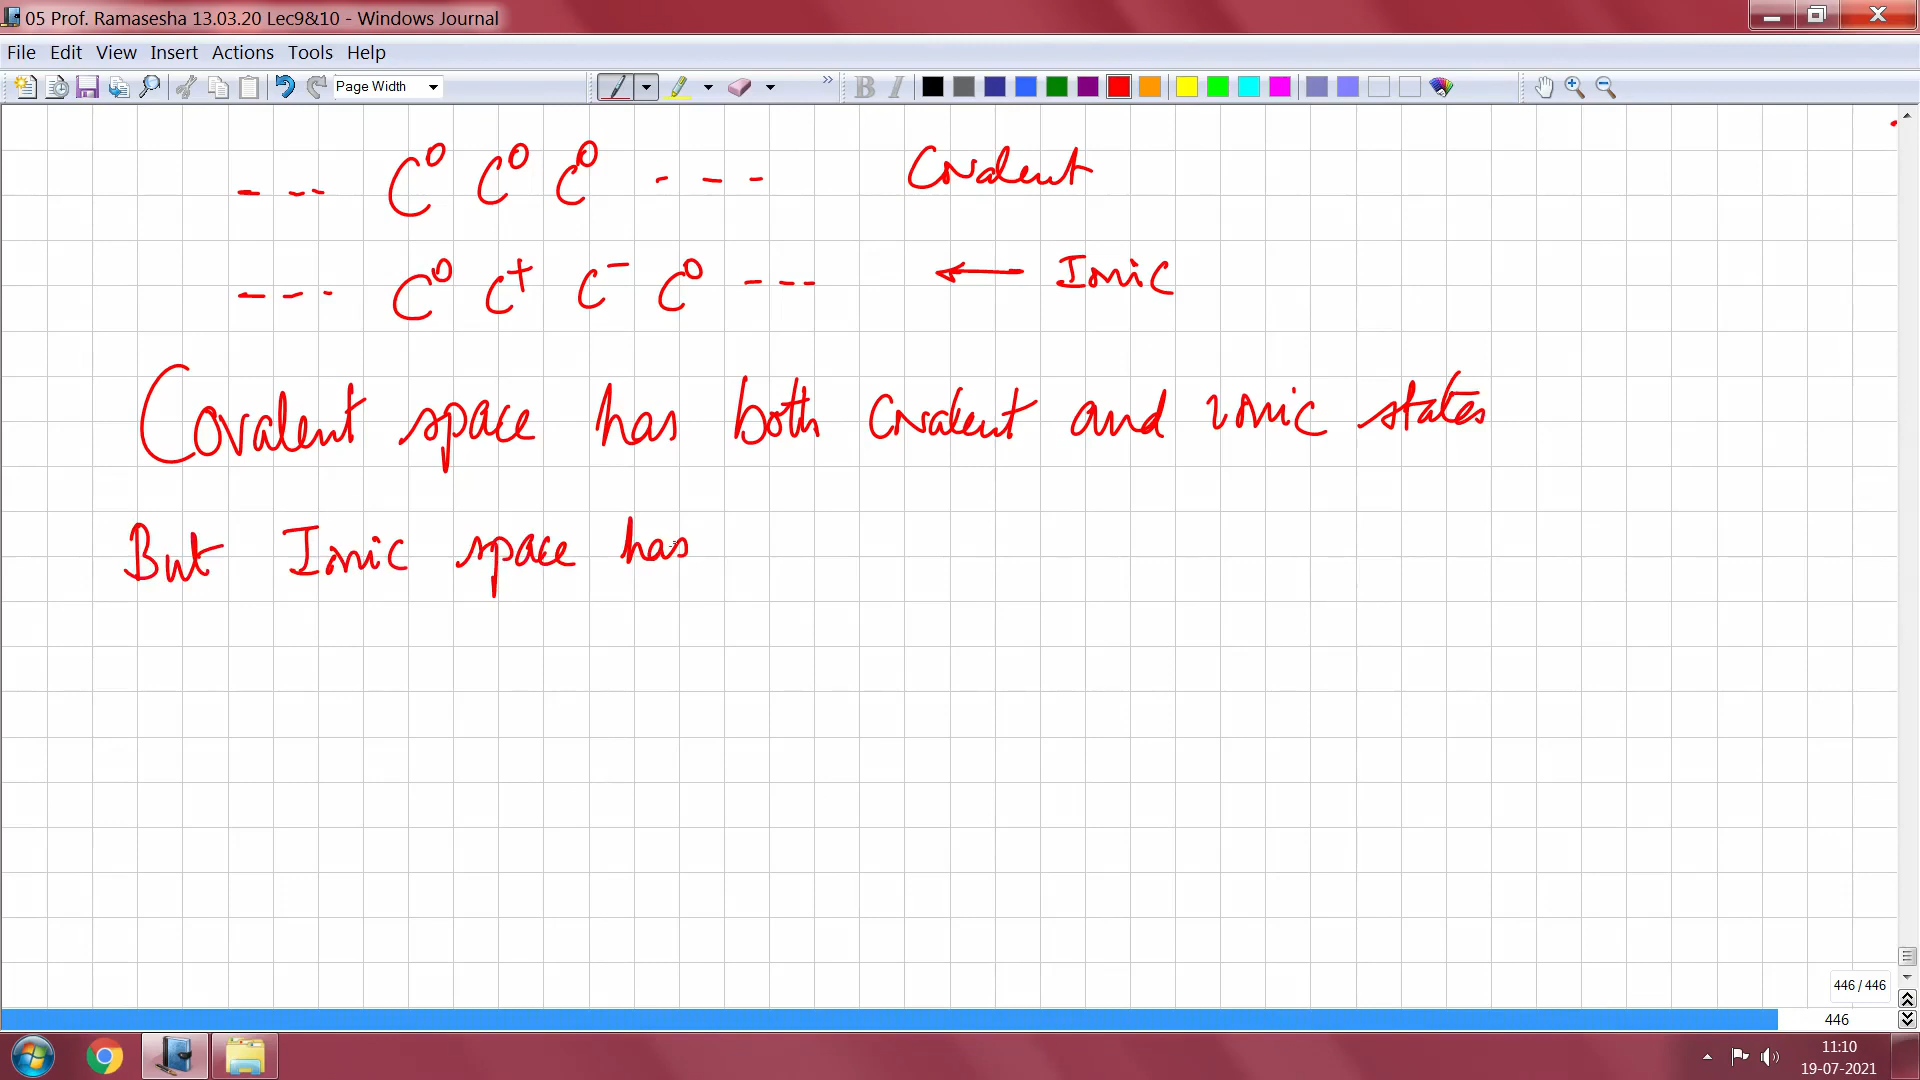 05 Prof. Ramasesha 13.03.20 Lec9&10 - Windows Journal
File Edit View Insert Actions Tools Help
Page Width
B I
--- C⁰ C⁰ C⁰ --- Covalent
--- C⁰ C⁺ C⁻ C⁰ --- ← Ionic
Covalent space has both covalent and ionic states
But Ionic space has
446 / 446
446
11:10
19-07-2021